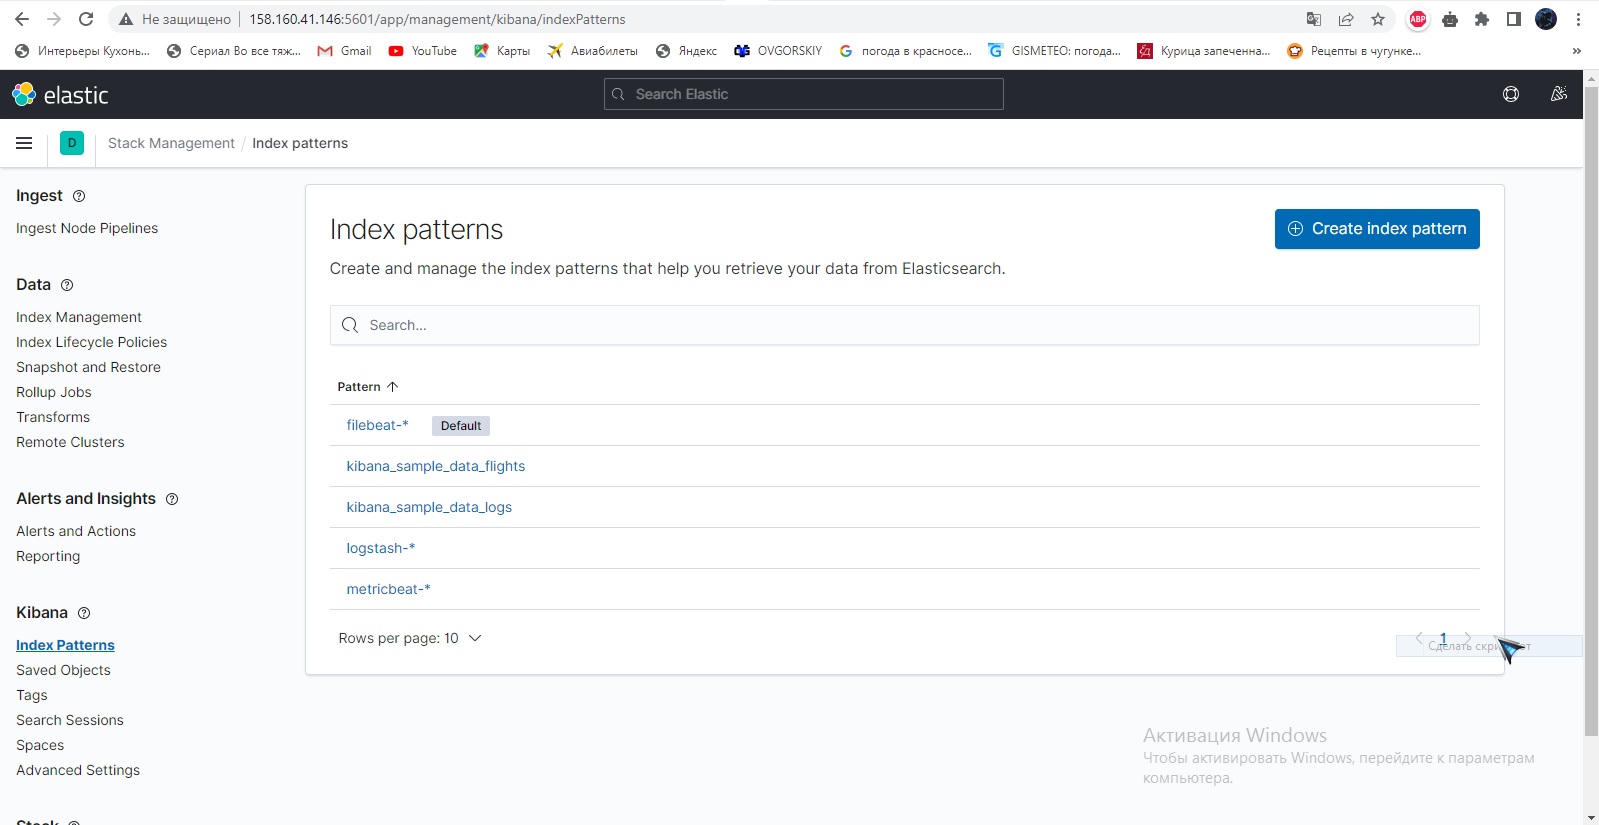 Не защищено 158.160.41.146:5601/app/management/kibana/indexPatterns
ABP
Интерьеры Кухонь... Сериал Во все тяж... Gmail YouTube Карты Авиабилеты Яндекс OVGORSKIY погода в красносе... GISMETEO: погода... Курица запеченна... Рецепты в чугунке... »
elastic
Search Elastic
D Stack Management / Index patterns
Ingest
Ingest Node Pipelines
Data
Index Management
Index Lifecycle Policies
Snapshot and Restore
Rollup Jobs
Transforms
Remote Clusters
Alerts and Insights
Alerts and Actions
Reporting
Kibana
Index Patterns
Saved Objects
Tags
Search Sessions
Spaces
Advanced Settings
Stack
Index patterns
Create index pattern
Create and manage the index patterns that help you retrieve your data from Elasticsearch.
Search...
Pattern
filebeat-* Default
kibana_sample_data_flights
kibana_sample_data_logs
logstash-*
metricbeat-*
Rows per page: 10
1
Сделать
Активация Windows
Чтобы активировать Windows, перейдите к параметрам
компьютера.